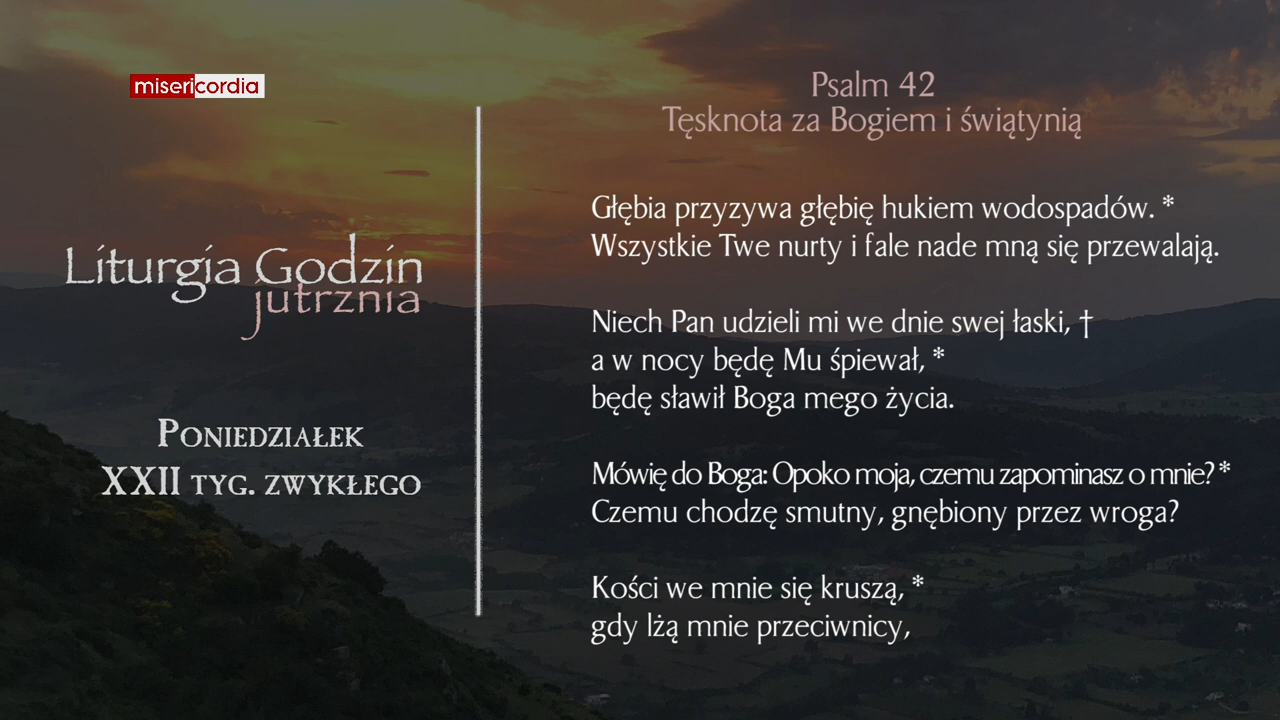 misericordia
Liturgia Godzin
jutrznia
Poniedziałek
XXII tyg. zwykłego
Psalm 42
Tęsknota za Bogiem i świątynią
Głębia przyzywa głębię hukiem wodospadów. *
Wszystkie Twe nurty i fale nade mną się przewalają.
Niech Pan udzieli mi we dnie swej łaski, †
a w nocy będę Mu śpiewał, *
będę sławił Boga mego życia.
Mówię do Boga: Opoko moja, czemu zapominasz o mnie? *
Czemu chodzę smutny, gnębiony przez wroga?
Kości we mnie się kruszą, *
gdy lżą mnie przeciwnicy,